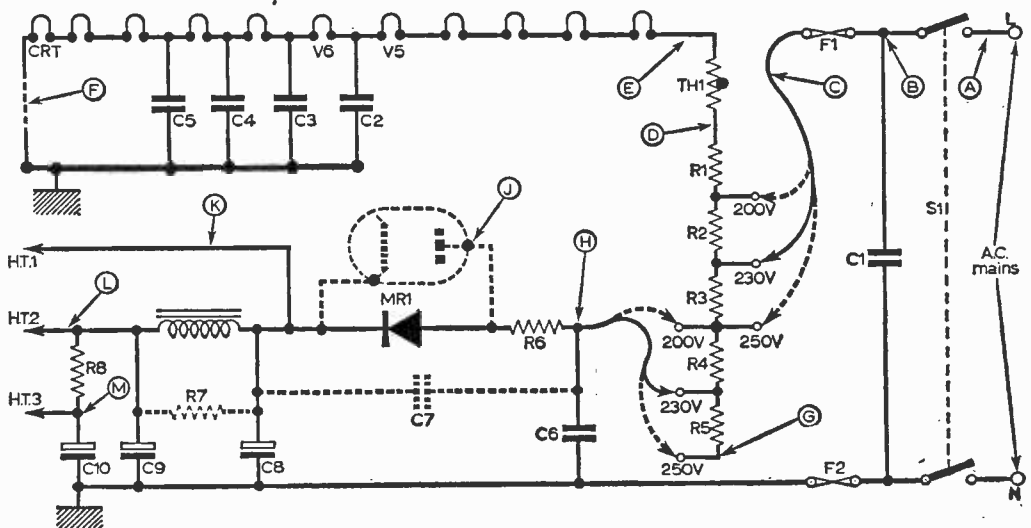 F1
L
CRT
V6
V5
B
A
E
TH1
C
F
C5
C4
C3
C2
D
R1
200V
S1
K
J
R2
H
230V
C1
A.C.
mains
H.T.1
L
MR1
R3
H.T.2
R6
200V
250V
R8
R4
M
R7
H.T.3
C7
230V
C6
R5
G
C10
C9
C8
250V
F2
N